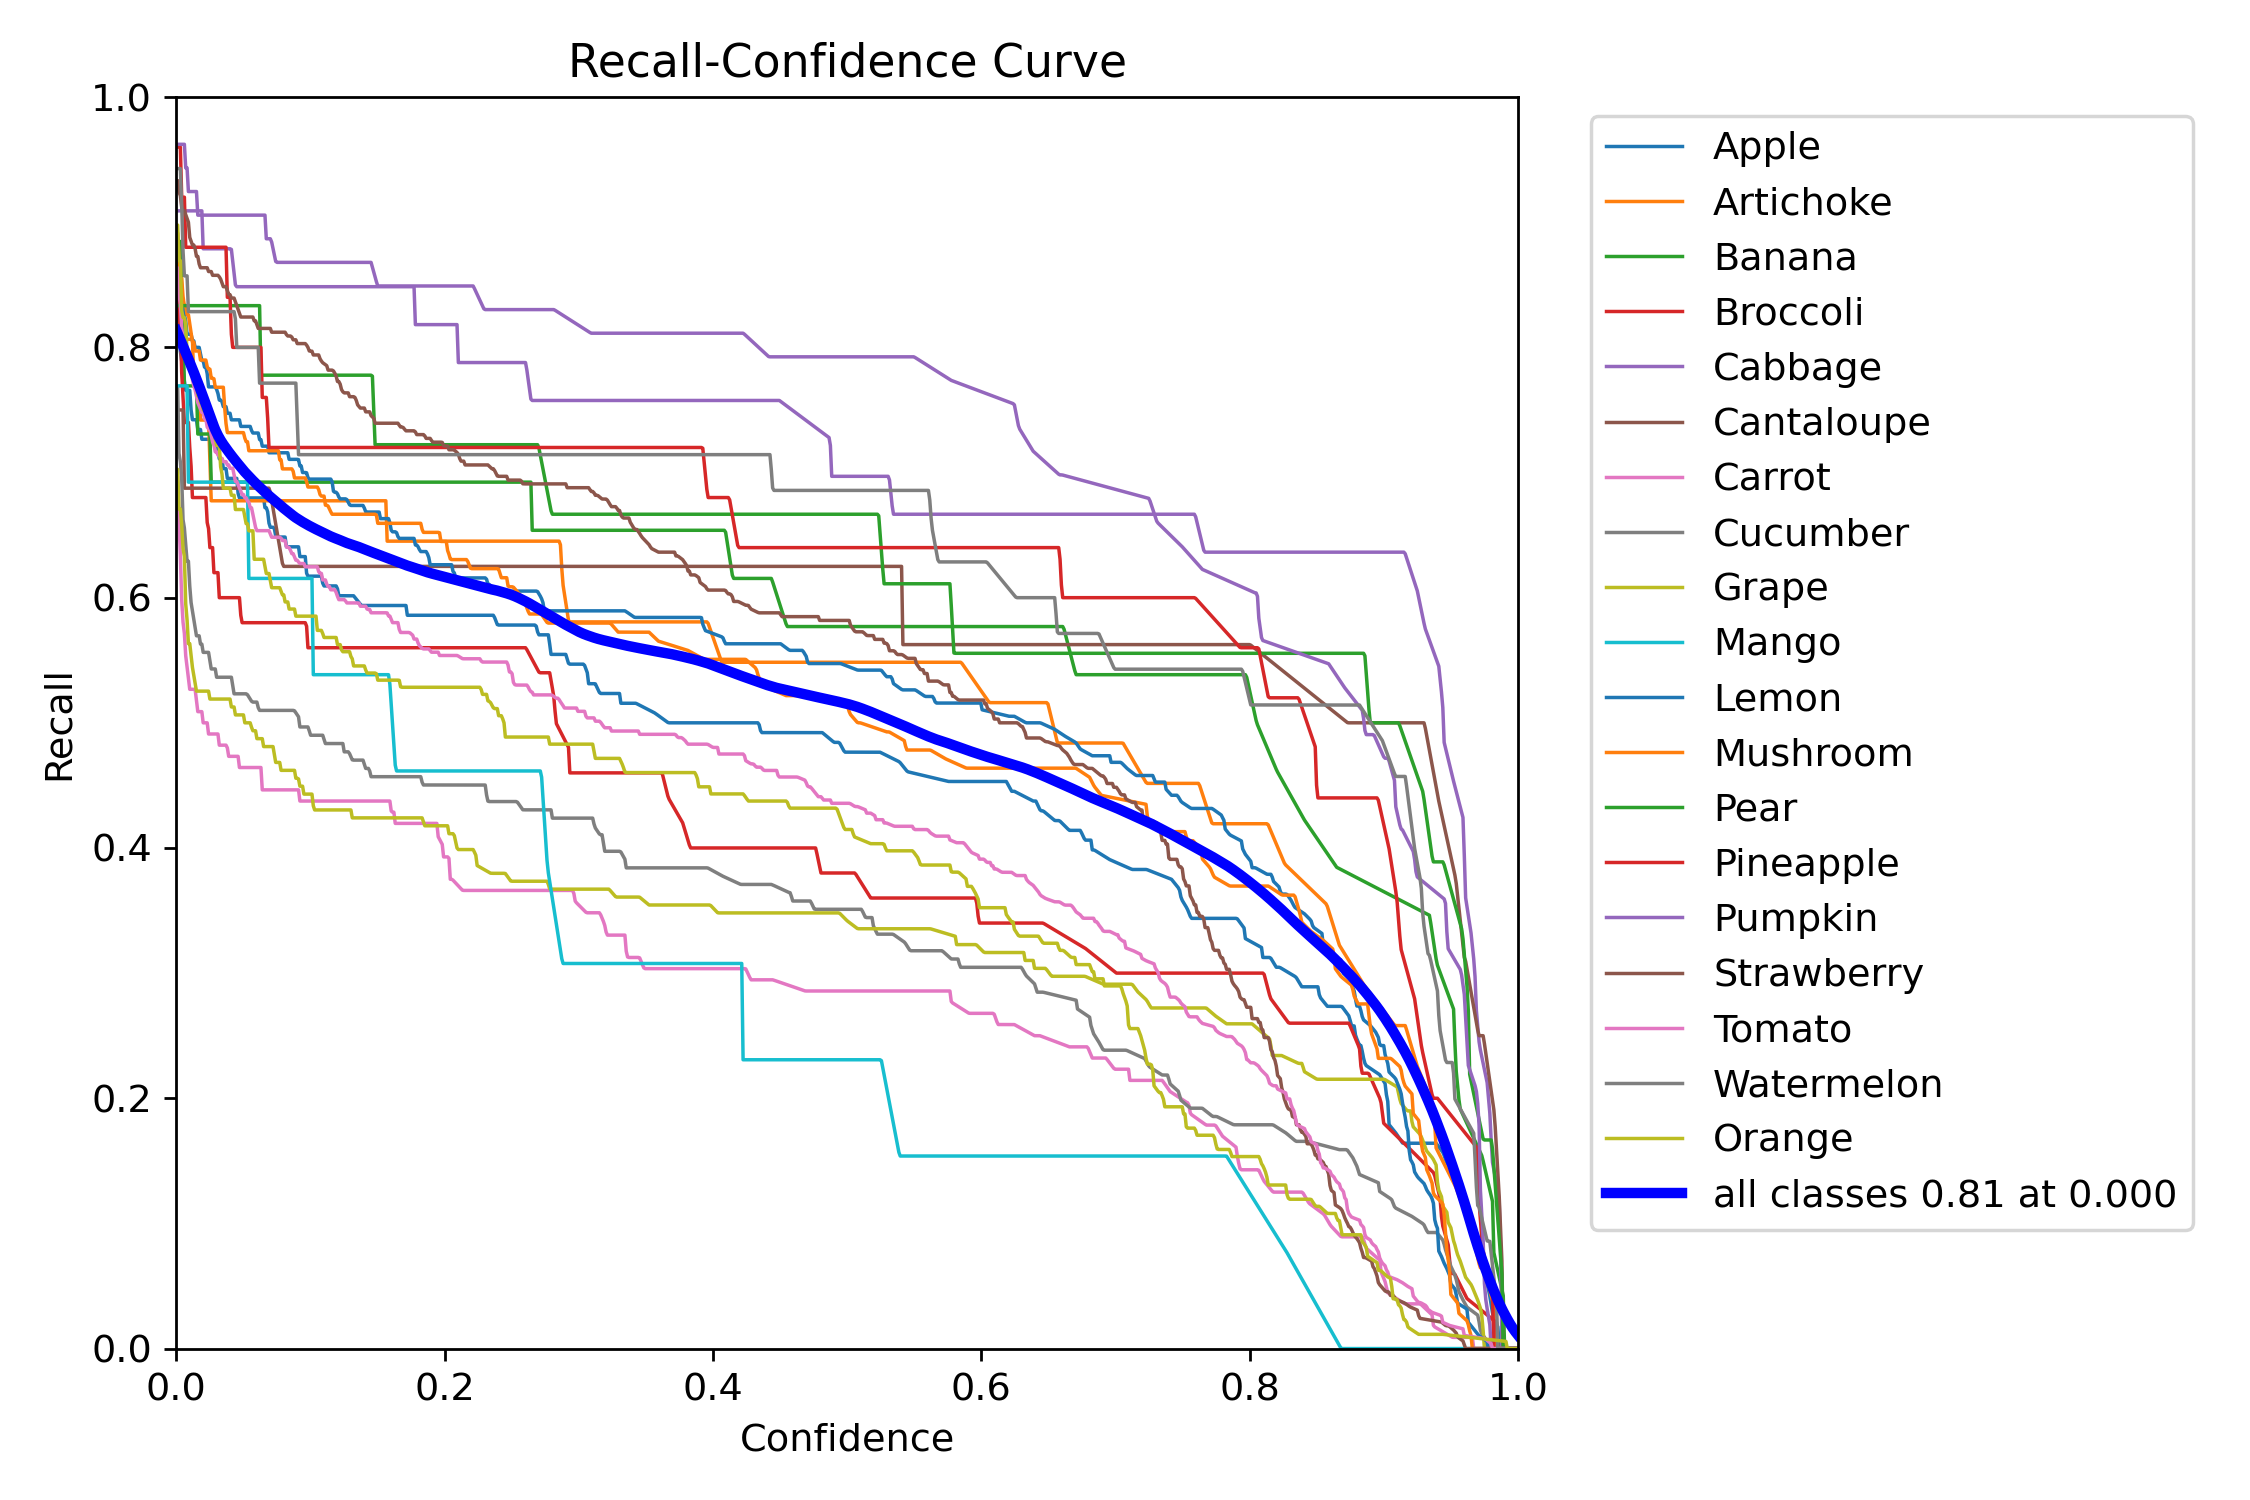 Recall-Confidence Curve
1.0
0.8
0.6
0.4
0.2
0.0
Recall
0.0 0.2 0.4 0.6 0.8 1.0
Confidence
Apple
Artichoke
Banana
Broccoli
Cabbage
Cantaloupe
Carrot
Cucumber
Grape
Mango
Lemon
Mushroom
Pear
Pineapple
Pumpkin
Strawberry
Tomato
Watermelon
Orange
all classes 0.81 at 0.000